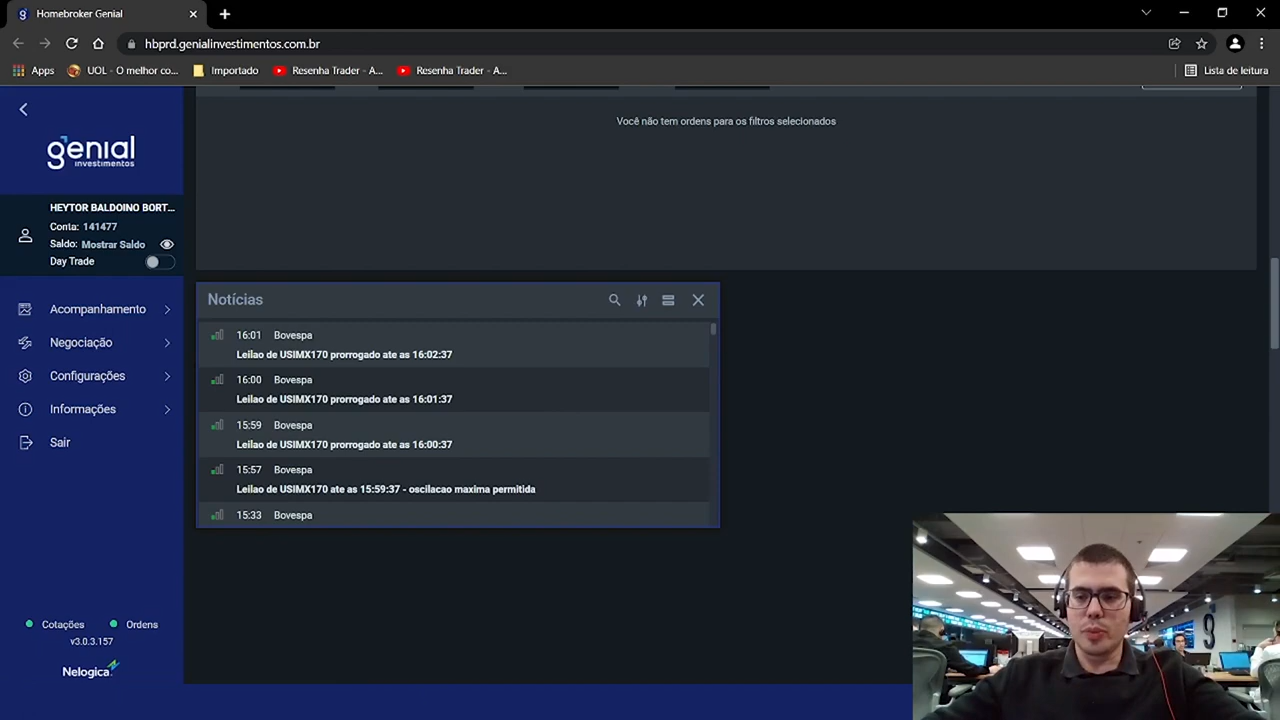 Homebroker Genial
hbprd.genialinvestimentos.com.br
Apps
UOL - O melhor co...
Importado
Resenha Trader - A...
Resenha Trader - A...
Lista de leitura
genial
investimentos
HEYTOR BALDOINO BORT...
Conta: 141477
Saldo: Mostrar Saldo
Day Trade
Acompanhamento
Negociação
Configurações
Informações
Sair
Cotações
Ordens
v3.0.3.157
Nelogica
Você não tem ordens para os filtros selecionados
Notícias
16:01 Bovespa
Leilao de USIMX170 prorrogado ate as 16:02:37
16:00 Bovespa
Leilao de USIMX170 prorrogado ate as 16:01:37
15:59 Bovespa
Leilao de USIMX170 prorrogado ate as 16:00:37
15:57 Bovespa
Leilao de USIMX170 ate as 15:59:37 - oscilacao maxima permitida
15:33 Bovespa